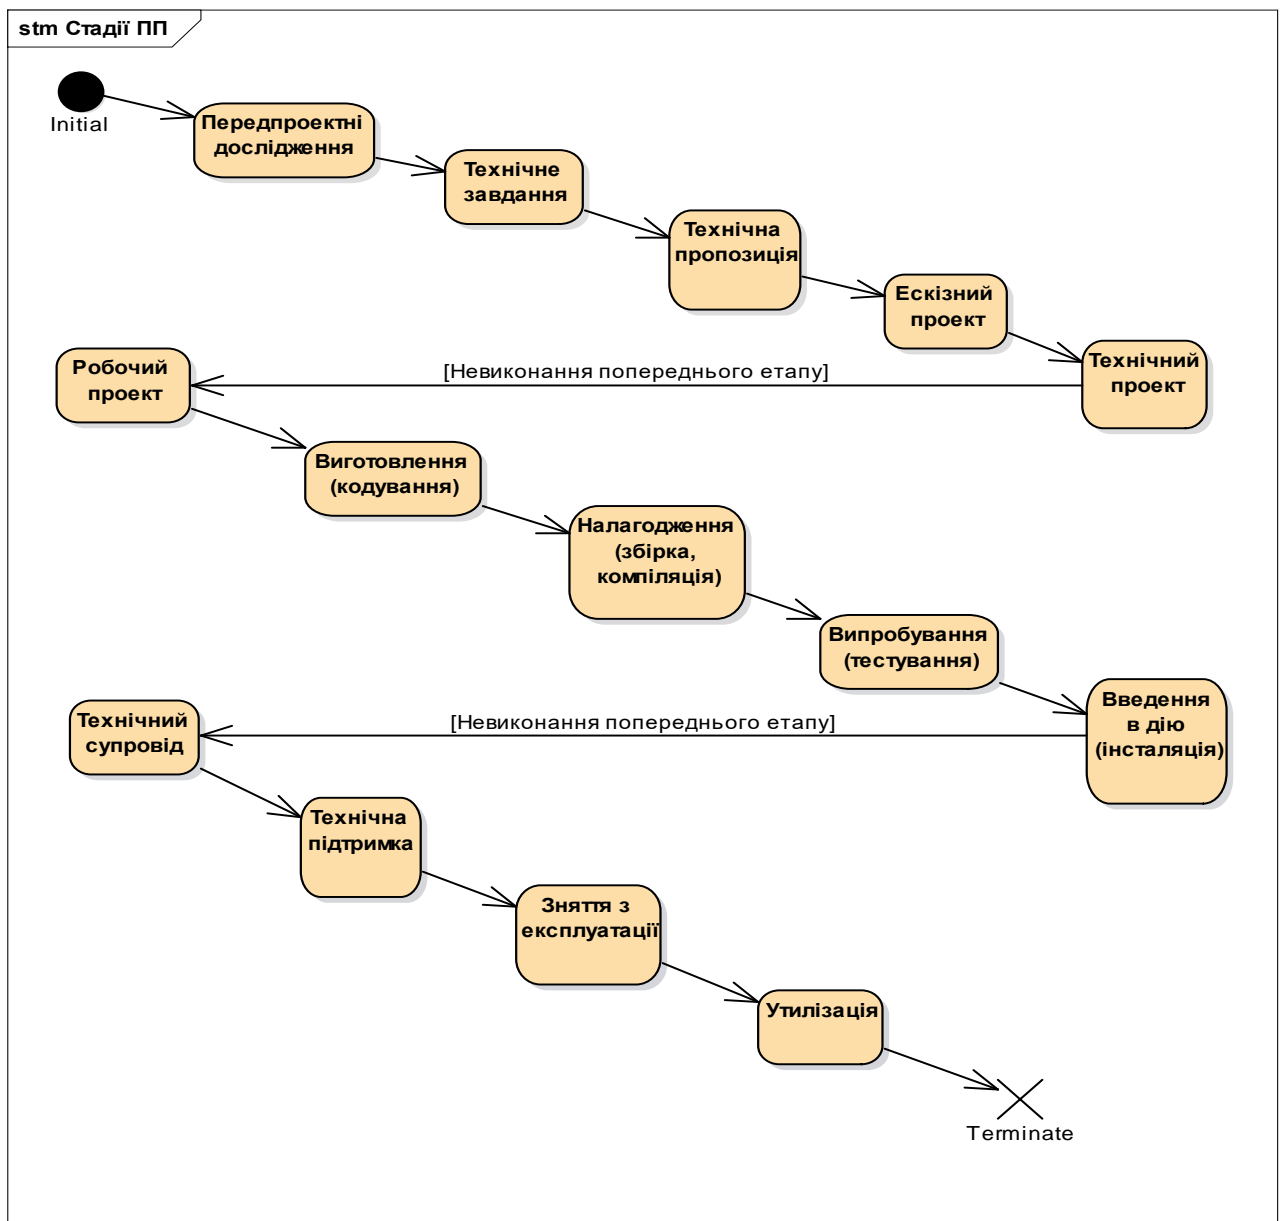 stm Стадії ПП
Initial
Передпроектні
дослідження
Технічне
завдання
Технічна
пропозиція
Ескізний
проект
Технічний
проект
[Невиконання попереднього етапу]
Робочий
проект
Виготовлення
(кодування)
Налагодження
(збірка,
компіляція)
Випробування
(тестування)
Введення
в дію
(інсталяція)
[Невиконання попереднього етапу]
Технічний
супровід
Технічна
підтримка
Зняття з
експлуатації
Утилізація
Terminate